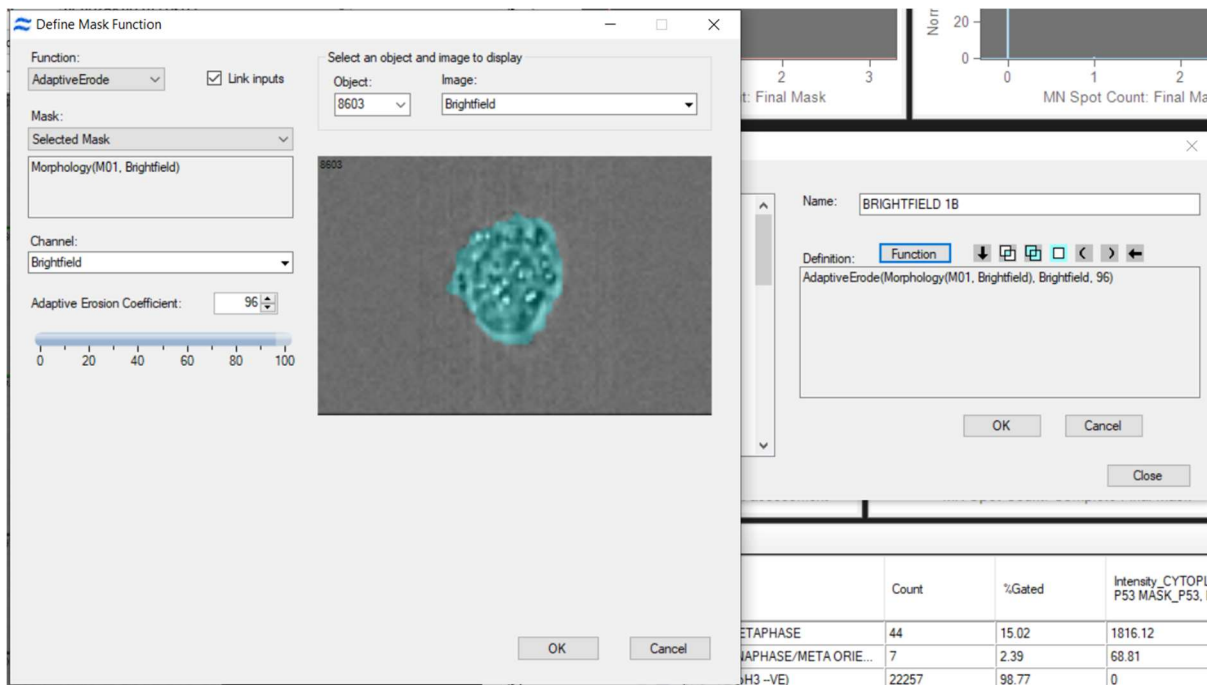 Define Mask Function
Function:
AdaptiveErode
Link inputs
Mask:
Selected Mask
Morphology(M01, Brightfield)
Channel:
Brightfield
Adaptive Erosion Coefficient: 96
0 20 40 60 80 100
Select an object and image to display
Object: Image:
8603 Brightfield
8603
OK Cancel
2 3
t: Final Mask
20
0
0 1 2
MN Spot Count: Final Ma
Name: BRIGHTFIELD 1B
Definition: Function
AdaptiveErode(Morphology(M01, Brightfield), Brightfield, 96)
OK Cancel
Close
Count %Gated Intensity_CYTOPL
P53 MASK_P53,
ETAPHASE 44 15.02 1816.12
NAPHASE/META ORIE... 7 2.39 68.81
pH3 --VE) 22257 98.77 0